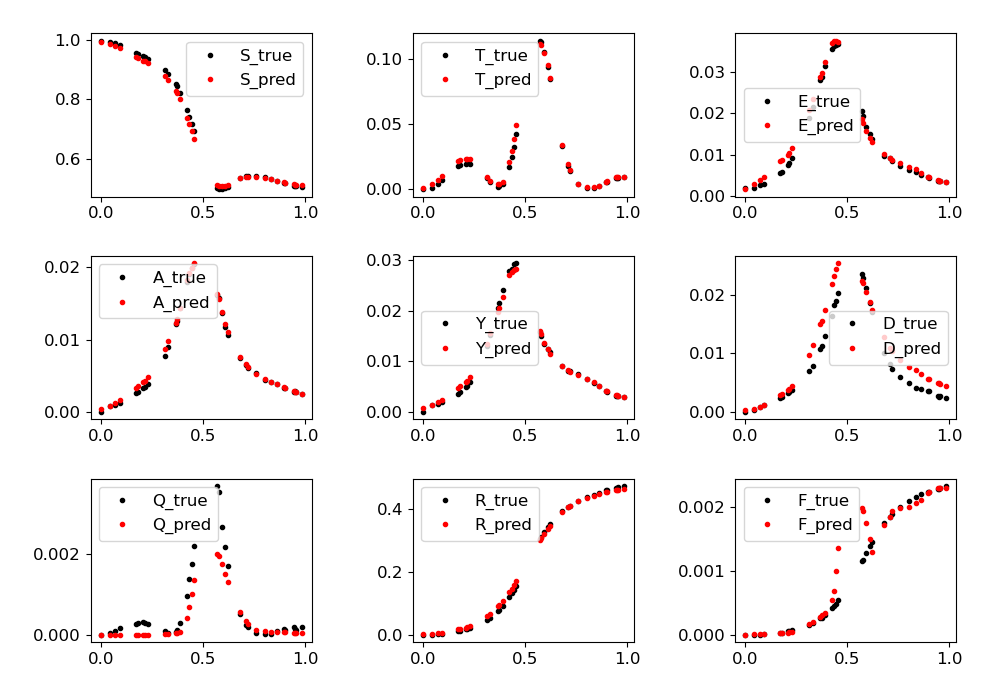 1.0
0.8
0.6
0.0 0.5 1.0
S_true
S_pred
0.10
0.05
0.00
0.0 0.5 1.0
T_true
T_pred
0.03
0.02
0.01
0.00
0.0 0.5 1.0
E_true
E_pred
0.02
0.01
0.00
0.0 0.5 1.0
A_true
A_pred
0.03
0.02
0.01
0.00
0.0 0.5 1.0
Y_true
Y_pred
0.02
0.01
0.00
0.0 0.5 1.0
D_true
D_pred
0.002
0.000
0.0 0.5 1.0
Q_true
Q_pred
0.4
0.2
0.0
0.0 0.5 1.0
R_true
R_pred
0.002
0.001
0.000
0.0 0.5 1.0
F_true
F_pred